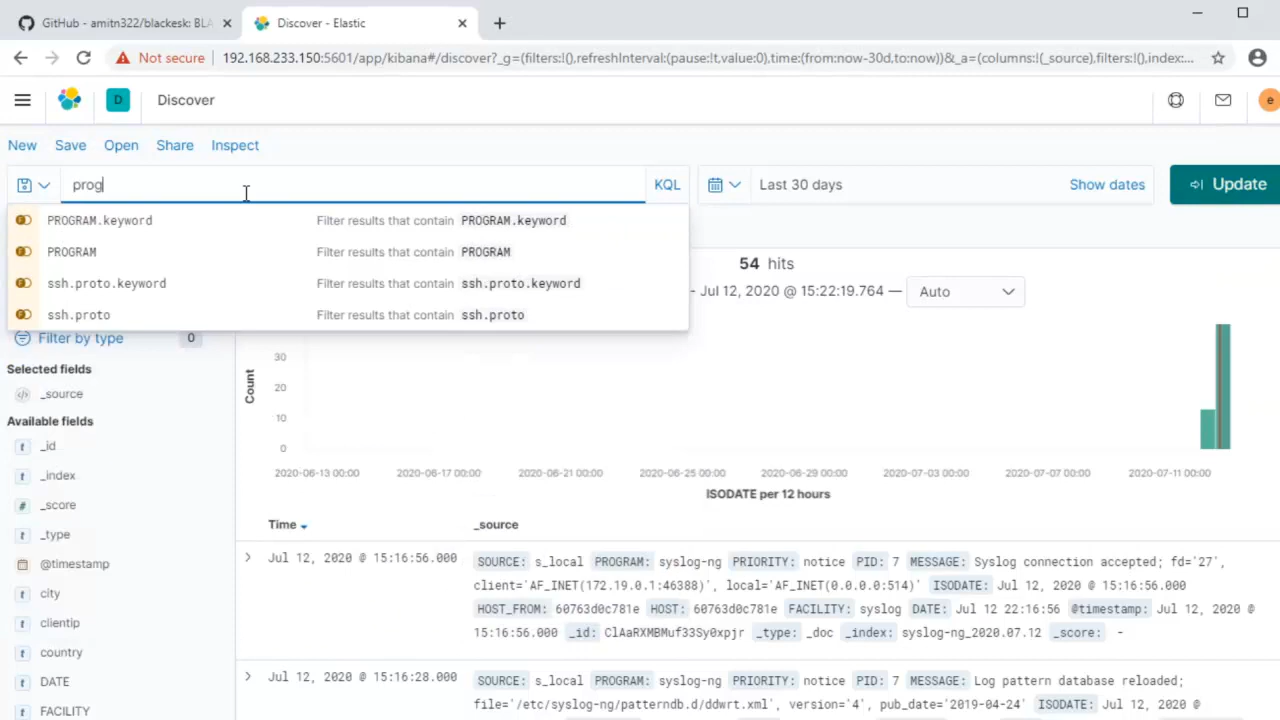 GitHub - amitn322/blackesk: BLA
Discover - Elastic
Not secure
192.168.233.150:5601/app/kibana#/discover?_g=(filters:!(),refreshInterval:(pause:!t,value:0),time:(from:now-30d,to:now))&_a=(columns:!(_source),filters:!(),index:...
D
Discover
e
New
Save
Open
Share
Inspect
prog
KQL
Last 30 days
Show dates
Update
PROGRAM.keyword
Filter results that contain PROGRAM.keyword
PROGRAM
Filter results that contain PROGRAM
ssh.proto.keyword
Filter results that contain ssh.proto.keyword
ssh.proto
Filter results that contain ssh.proto
54 hits
- Jul 12, 2020 @ 15:22:19.764 —
Auto
Filter by type
0
Selected fields
_source
Available fields
t _id
t _index
# _score
t _type
@timestamp
t city
t clientip
t country
t DATE
t FACILITY
Count
30
20
10
0
2020-06-13 00:00
2020-06-17 00:00
2020-06-21 00:00
2020-06-25 00:00
2020-06-29 00:00
2020-07-03 00:00
2020-07-07 00:00
2020-07-11 00:00
ISODATE per 12 hours
Time
_source
Jul 12, 2020 @ 15:16:56.000
SOURCE: s_local PROGRAM: syslog-ng PRIORITY: notice PID: 7 MESSAGE: Syslog connection accepted; fd='27',
client='AF_INET(172.19.0.1:46388)', local='AF_INET(0.0.0.0:514)' ISODATE: Jul 12, 2020 @ 15:16:56.000
HOST_FROM: 60763d0c781e HOST: 60763d0c781e FACILITY: syslog DATE: Jul 12 22:16:56 @timestamp: Jul 12, 2020 @
15:16:56.000 _id: ClAaRXMBMuf33Sy0xpjr _type: _doc _index: syslog-ng_2020.07.12 _score: -
Jul 12, 2020 @ 15:16:28.000
SOURCE: s_local PROGRAM: syslog-ng PRIORITY: notice PID: 7 MESSAGE: Log pattern database reloaded;
file='/etc/syslog-ng/patterndb.d/ddwrt.xml', version='4', pub_date='2019-04-24' ISODATE: Jul 12, 2020 @